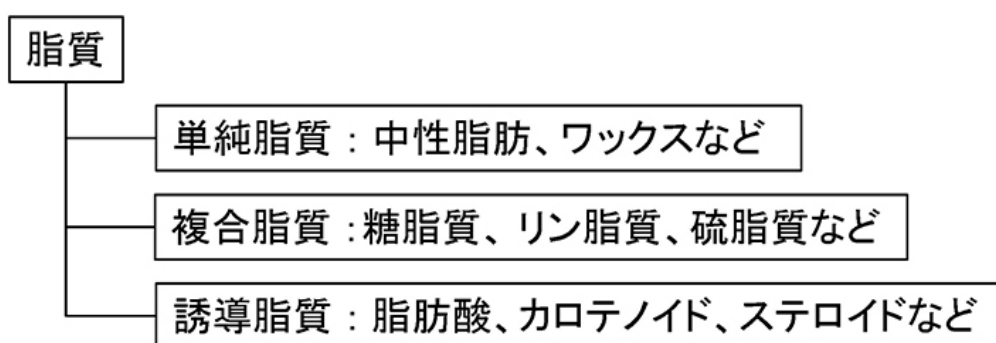 脂質
単純脂質：中性脂肪、ワックスなど
複合脂質：糖脂質、リン脂質、硫脂質など
誘導脂質：脂肪酸、カロテノイド、ステロイドなど